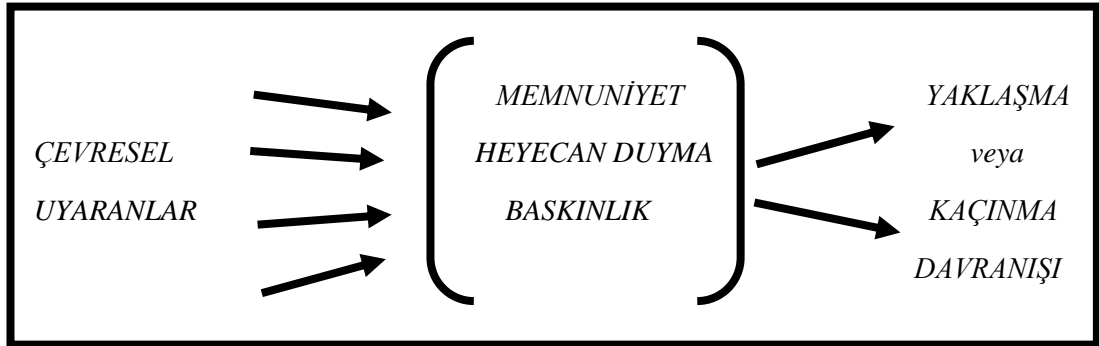 ÇEVRESEL
UYARANLAR
MEMNUNİYET
HEYECAN DUYMA
BASKINLIK
YAKLAŞMA
veya
KAÇINMA
DAVRANIŞI